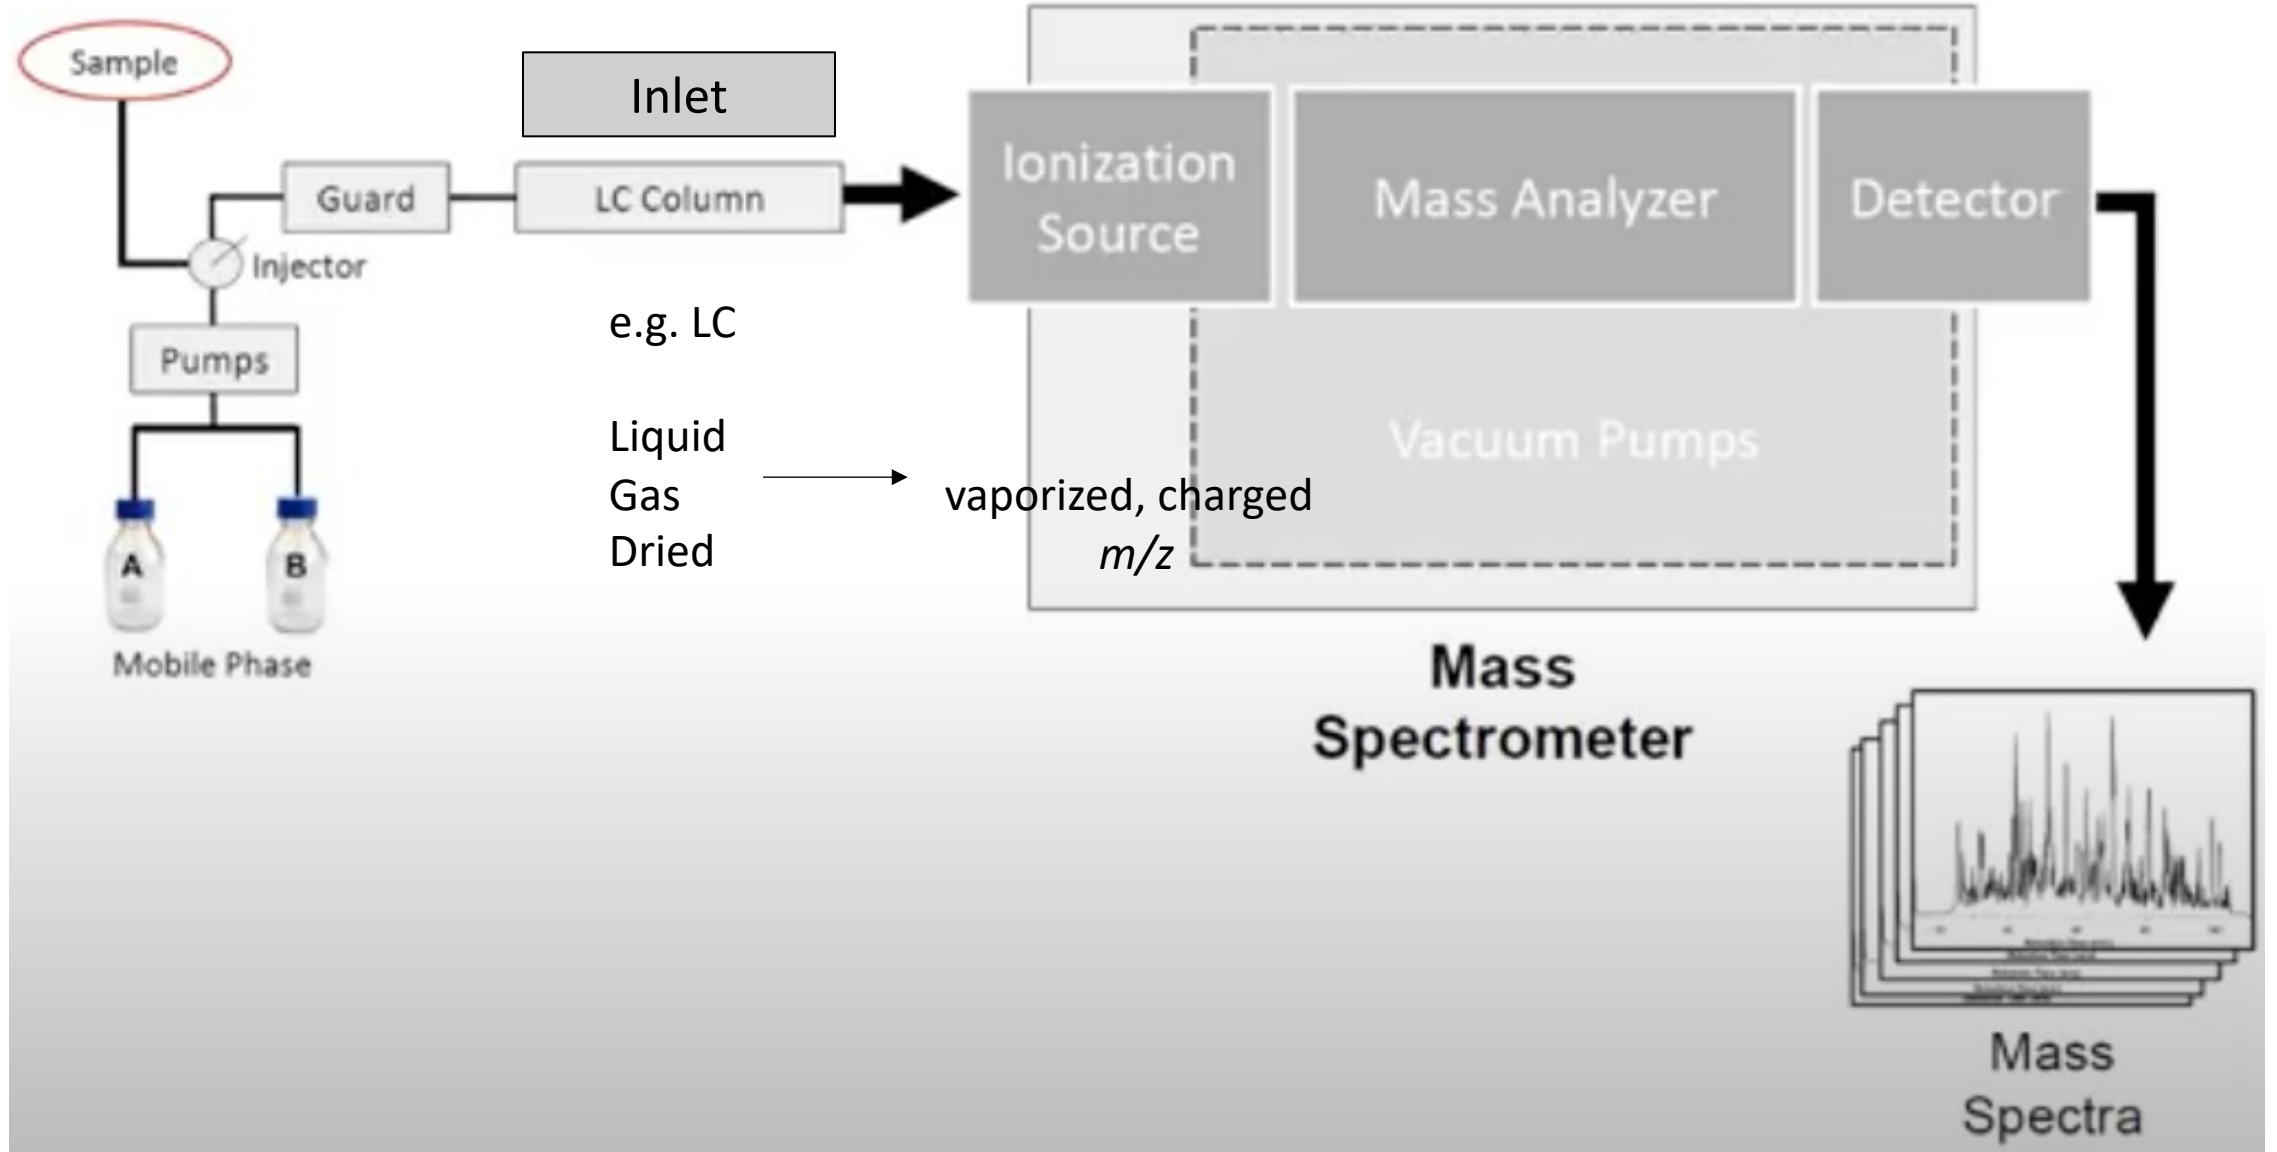 Sample
Inlet
Guard
LC Column
Injector
Pumps
A
B
Mobile Phase
e.g. LC
Liquid
Gas
Dried
vaporized, charged
m/z
Ionization
Source
Mass Analyzer
Detector
Vacuum Pumps
Mass
Spectrometer
Mass
Spectra